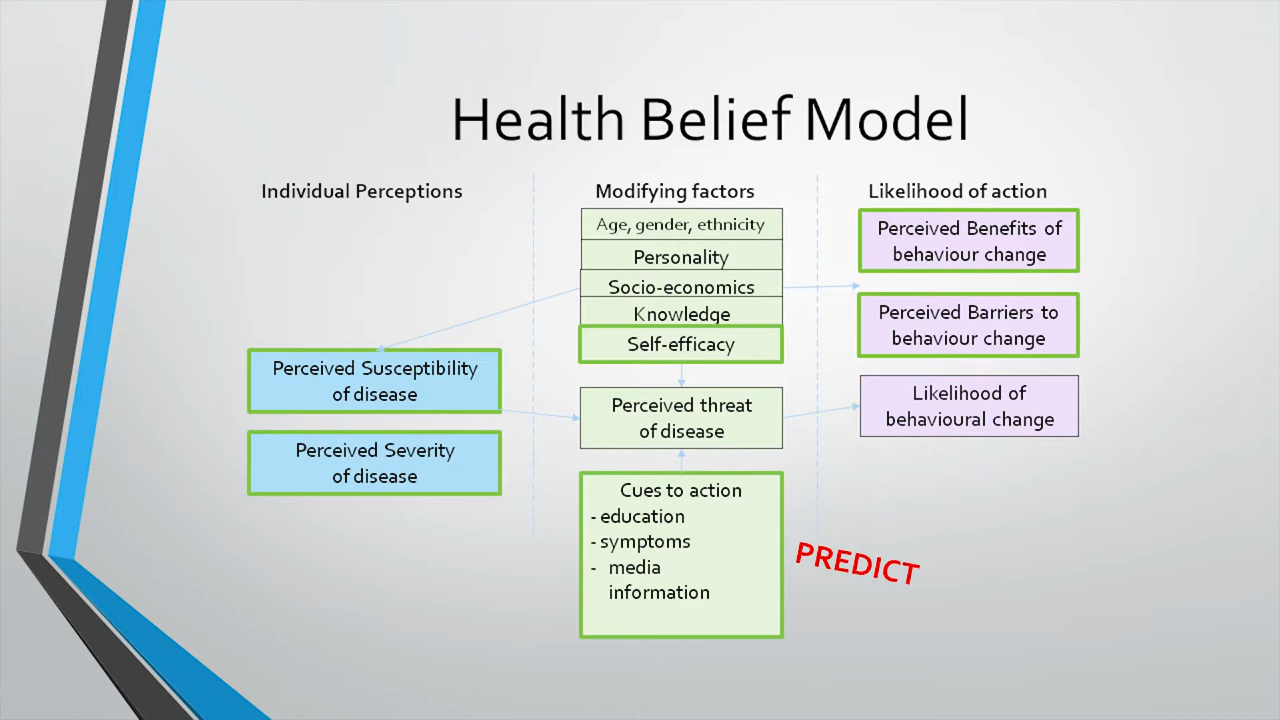 Health Belief Model
Individual Perceptions
Modifying factors
Likelihood of action
Age, gender, ethnicity
Personality
Socio-economics
Knowledge
Self-efficacy
Perceived Benefits of
behaviour change
Perceived Barriers to
behaviour change
Perceived Susceptibility
of disease
Perceived threat
of disease
Likelihood of
behavioural change
Perceived Severity
of disease
Cues to action
- education
- symptoms
- media
information
PREDICT